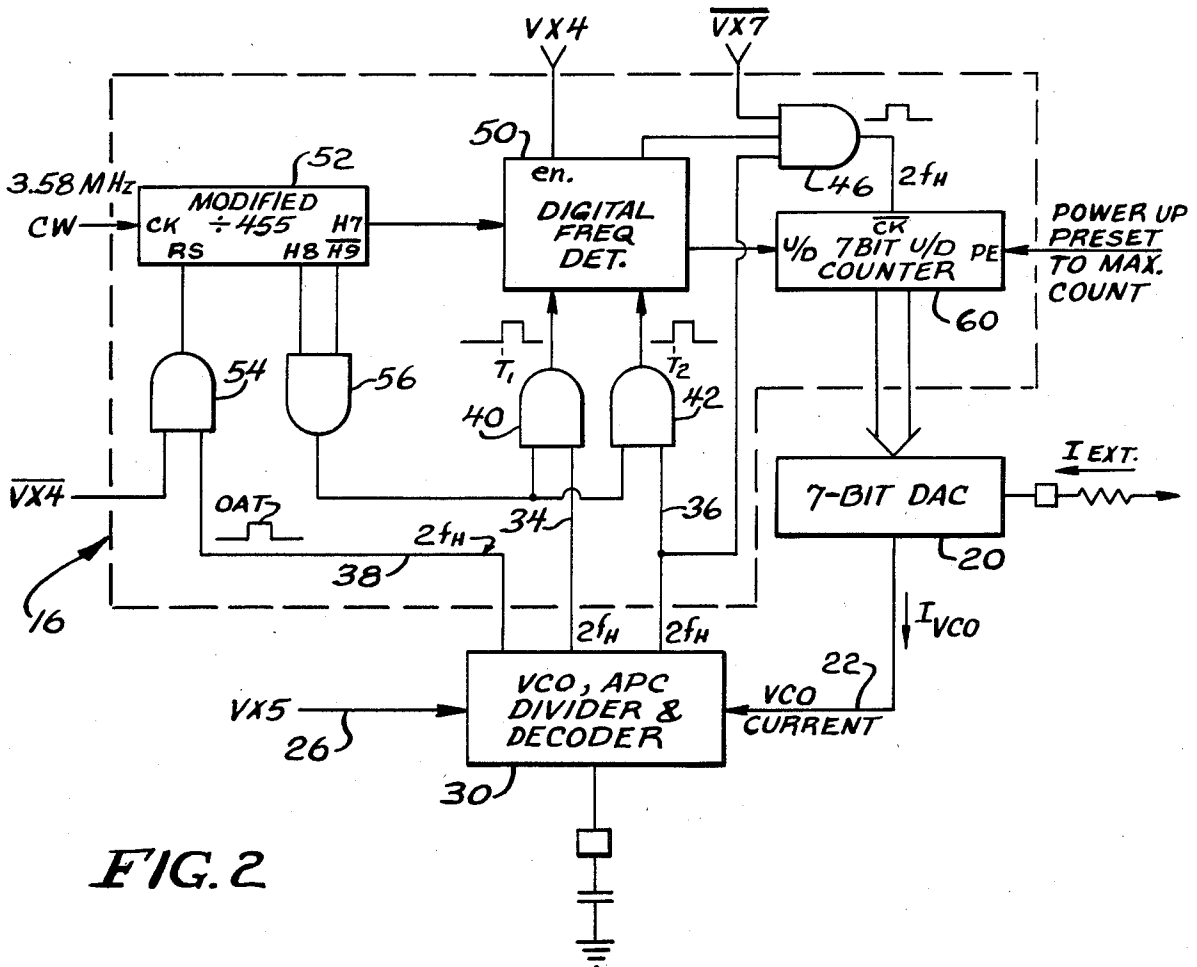 VX4
VX7
50
52
3.58 MHz
CW
MODIFIED
CK ÷455 H7
RS H8 H9
en.
DIGITAL
FREQ
DET.
46
2fH
CK
U/D 7BIT U/D PE
COUNTER
POWER UP
PRESET
TO MAX.
COUNT
60
T1
T2
54
56
40
42
VX4
OAT
2fH
34
36
38
16
7-BIT DAC
I EXT.
20
2fH
2fH
IVCO
VX5
26
VCO, APC
DIVIDER &
DECODER
30
22
VCO
CURRENT
FIG. 2